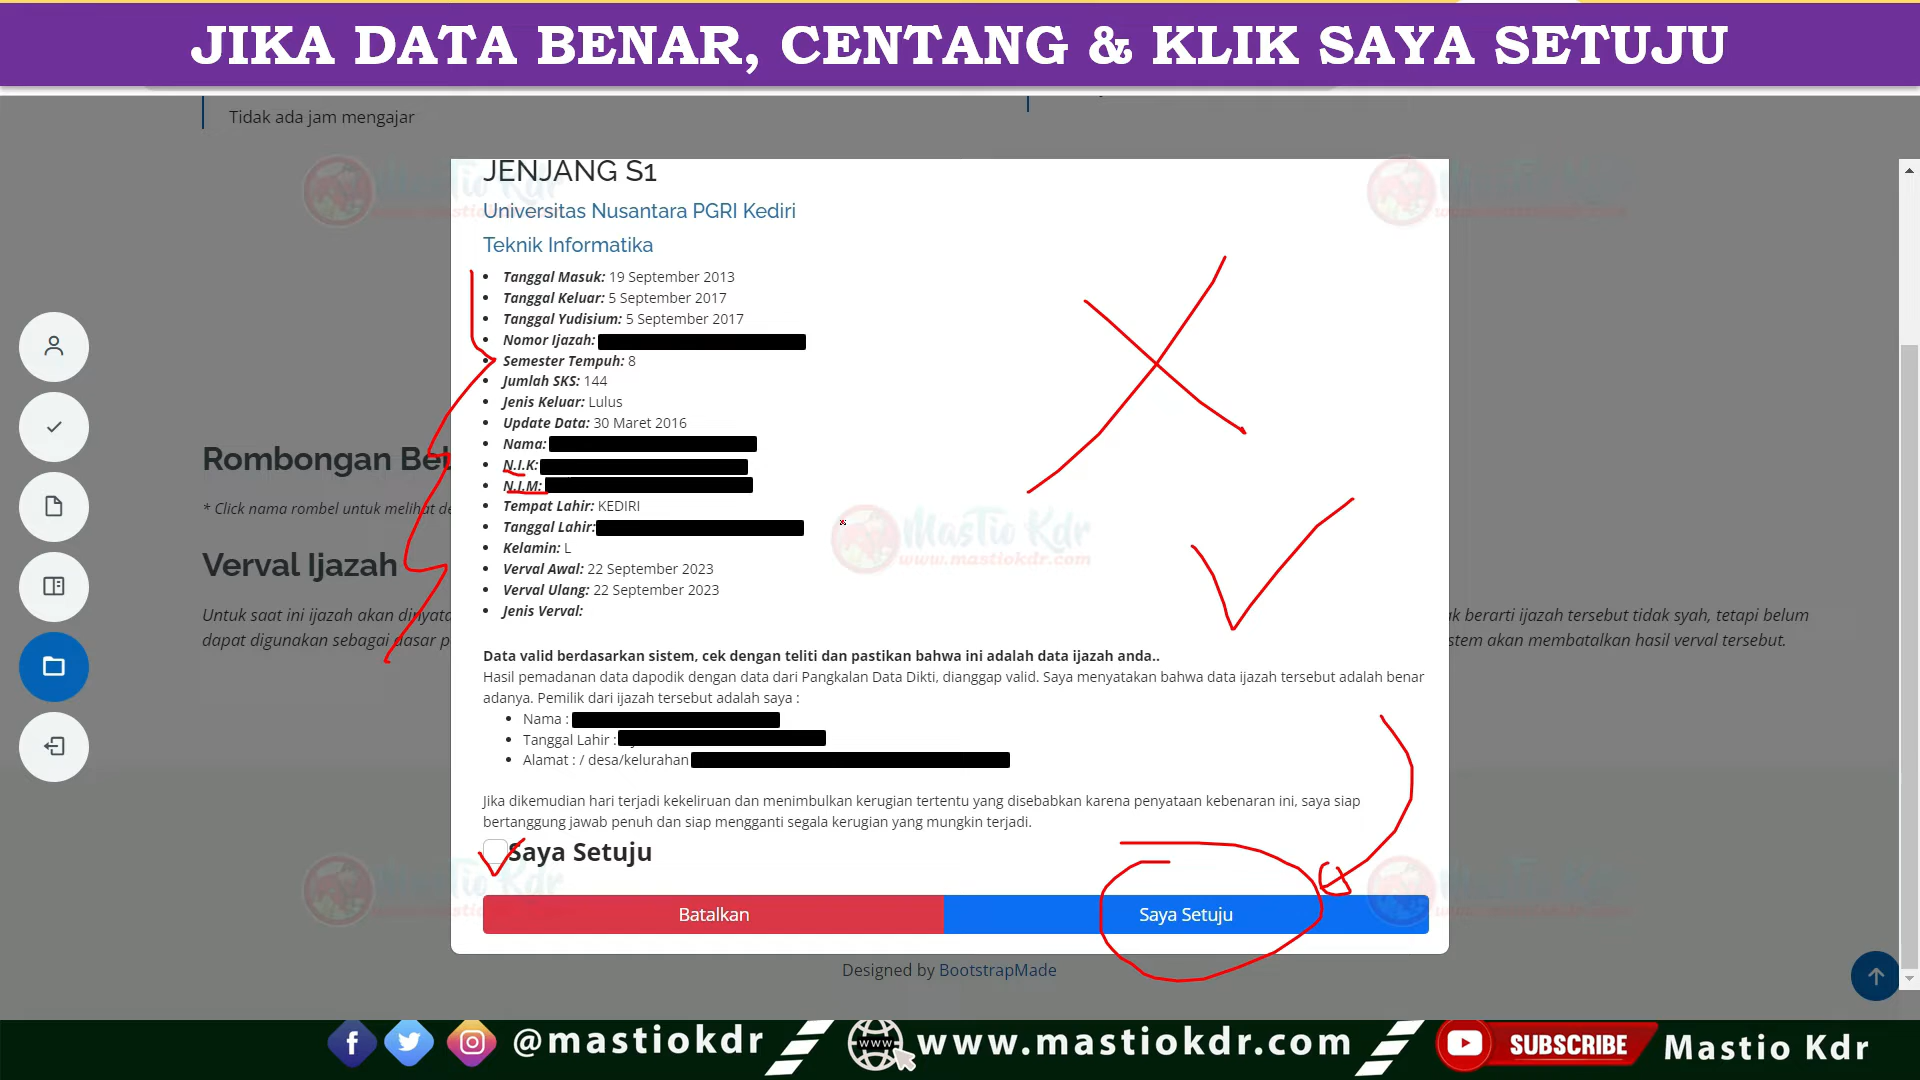 JIKA DATA BENAR, CENTANG & KLIK SAYA SETUJU
Tidak ada jam mengajar
JENJANG S1
Universitas Nusantara PGRI Kediri
Teknik Informatika
Tanggal Masuk: 19 September 2013
Tanggal Keluar: 5 September 2017
Tanggal Yudisium: 5 September 2017
Nomor Ijazah:
Semester Tempuh: 8
Jumlah SKS: 144
Jenis Keluar: Lulus
Update Data: 30 Maret 2016
Nama:
N.I.K:
N.I.M:
Tempat Lahir: KEDIRI
Tanggal Lahir:
Kelamin: L
Verval Awal: 22 September 2023
Verval Ulang: 22 September 2023
Jenis Verval:
Rombongan Bel
* Click nama rombel untuk melihat de
Verval Ijazah
Untuk saat ini ijazah akan dinyata
ak berarti ijazah tersebut tidak syah, tetapi belum
dapat digunakan sebagai dasar p
stem akan membatalkan hasil verval tersebut.
MasTio Kdr
www.mastiokdr.com
Data valid berdasarkan sistem, cek dengan teliti dan pastikan bahwa ini adalah data ijazah anda..
Hasil pemadanan data dapodik dengan data dari Pangkalan Data Dikti, dianggap valid. Saya menyatakan bahwa data ijazah tersebut adalah benar
adanya. Pemilik dari ijazah tersebut adalah saya :
Nama :
Tanggal Lahir :
Alamat : / desa/kelurahan
Jika dikemudian hari terjadi kekeliruan dan menimbulkan kerugian tertentu yang disebabkan karena penyataan kebenaran ini, saya siap
bertanggung jawab penuh dan siap mengganti segala kerugian yang mungkin terjadi.
Saya Setuju
Batalkan
Saya Setuju
Designed by BootstrapMade
@mastiokdr
WWW
www.mastiokdr.com
SUBSCRIBE
Mastio Kdr